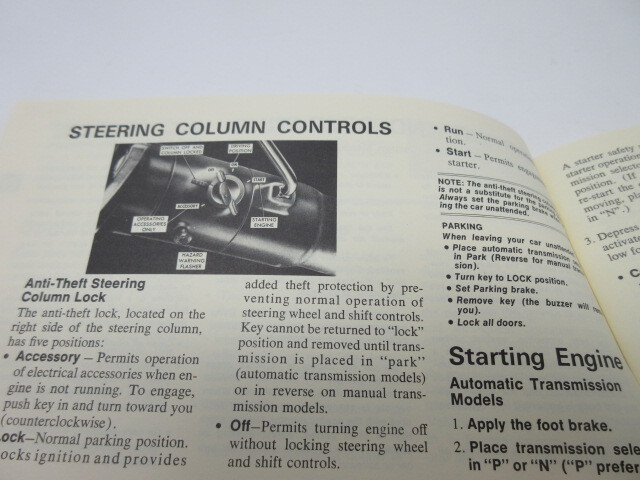 STEERING COLUMN CONTROLS
SWITCH OFF AND
COLUMN LOCKED
DRIVING
POSITION
OFF
ON
START
ACCESSORY
OPERATING
ACCESSORIES
ONLY
STARTING
ENGINE
HAZARD
WARNING
FLASHER
Anti-Theft Steering
Column Lock
The anti-theft lock, located on the
right side of the steering column,
has five positions:
• Accessory – Permits operation
of electrical accessories when en-
gine is not running. To engage,
push key in and turn toward you
(counterclockwise).
ock—Normal parking position.
ocks ignition and provides
added theft protection by pre-
venting normal operation of
steering wheel and shift controls.
Key cannot be returned to "lock"
position and removed until trans-
mission is placed in "park"
(automatic transmission models)
or in reverse on manual trans-
mission models.
• Off—Permits turning engine off
without locking steering wheel
and shift controls.
• Run – Normal
tion.
• Start – Permits
starter.
NOTE: The anti-theft steering
is not a substitute for the
Always set the parking brake
ing the car unattended.
PARKING
When leaving your car unattended
• Place automatic transmission
in Park (Reverse for manual
sion).
• Turn key to LOCK position.
• Set Parking brake.
• Remove key (the buzzer will
you).
• Lock all doors.
Starting Engine
Automatic Transmission
Models
1. Apply the foot brake.
2. Place transmission sele
in "P" or "N" ("P" prefer
A starter safety
starter operation
mission selecto
position. (If
re-start the
moving, pla
in "N".)
3. Depress
activat
low fo